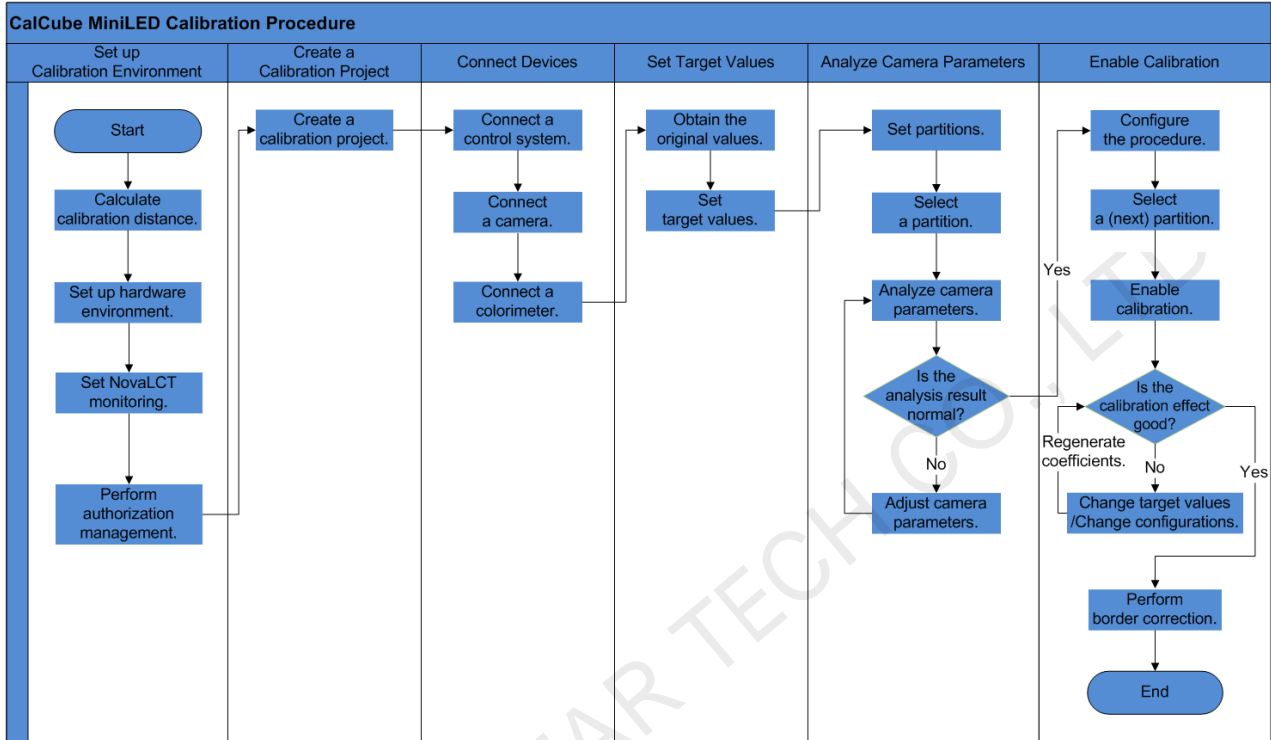 CalCube MiniLED Calibration Procedure
Set up
Calibration Environment
Create a
Calibration Project
Connect Devices
Set Target Values
Analyze Camera Parameters
Enable Calibration
Start
Calculate
calibration distance.
Set up hardware
environment.
Set NovaLCT
monitoring.
Perform
authorization
management.
Create a
calibration project.
Connect a
control system.
Connect
a camera.
Connect a
colorimeter.
Obtain the
original values.
Set
target values.
Set partitions.
Select
a partition.
Analyze camera
parameters.
Is the
analysis result
normal?
Yes
No
Adjust camera
parameters.
Configure
the procedure.
Select
a (next) partition.
Enable
calibration.
Is the
calibration effect
good?
Regenerate
coefficients.
No
Yes
Change target values
/Change configurations.
Perform
border correction.
End
TECH CO., LTD